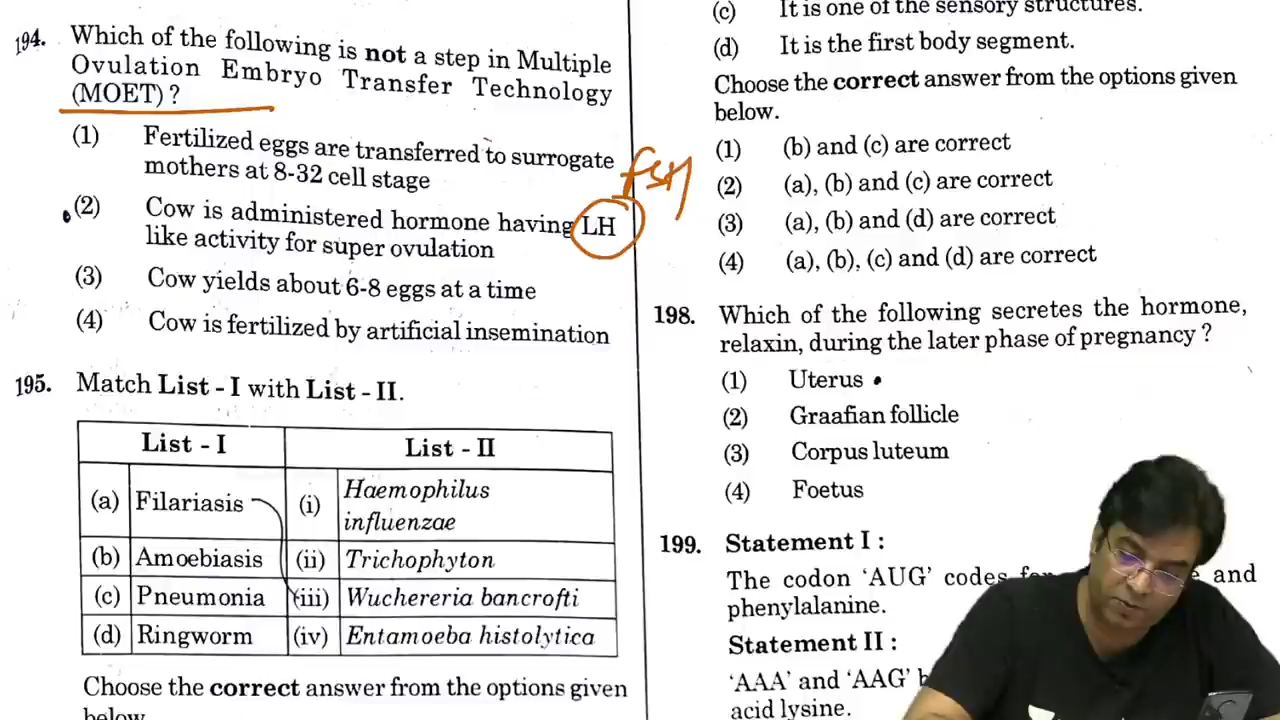 194. Which of the following is not a step in Multiple
Ovulation Embryo Transfer Technology
(MOET) ?
(1) Fertilized eggs are transferred to surrogate
mothers at 8-32 cell stage
FSH
(2) Cow is administered hormone having LH
like activity for super ovulation
(3) Cow yields about 6-8 eggs at a time
(4) Cow is fertilized by artificial insemination
195. Match List - I with List - II.
List - I List - II
(a) Filariasis (i) Haemophilus
influenzae
(b) Amoebiasis (ii) Trichophyton
(c) Pneumonia (iii) Wuchereria bancrofti
(d) Ringworm (iv) Entamoeba histolytica
Choose the correct answer from the options given
below.
(c) It is one of the sensory structures.
(d) It is the first body segment.
Choose the correct answer from the options given
below.
(1) (b) and (c) are correct
(2) (a), (b) and (c) are correct
(3) (a), (b) and (d) are correct
(4) (a), (b), (c) and (d) are correct
198. Which of the following secretes the hormone,
relaxin, during the later phase of pregnancy ?
(1) Uterus
(2) Graafian follicle
(3) Corpus luteum
(4) Foetus
199. Statement I :
The codon 'AUG' codes and
phenylalanine.
Statement II :
'AAA' and 'AAG'
acid lysine.